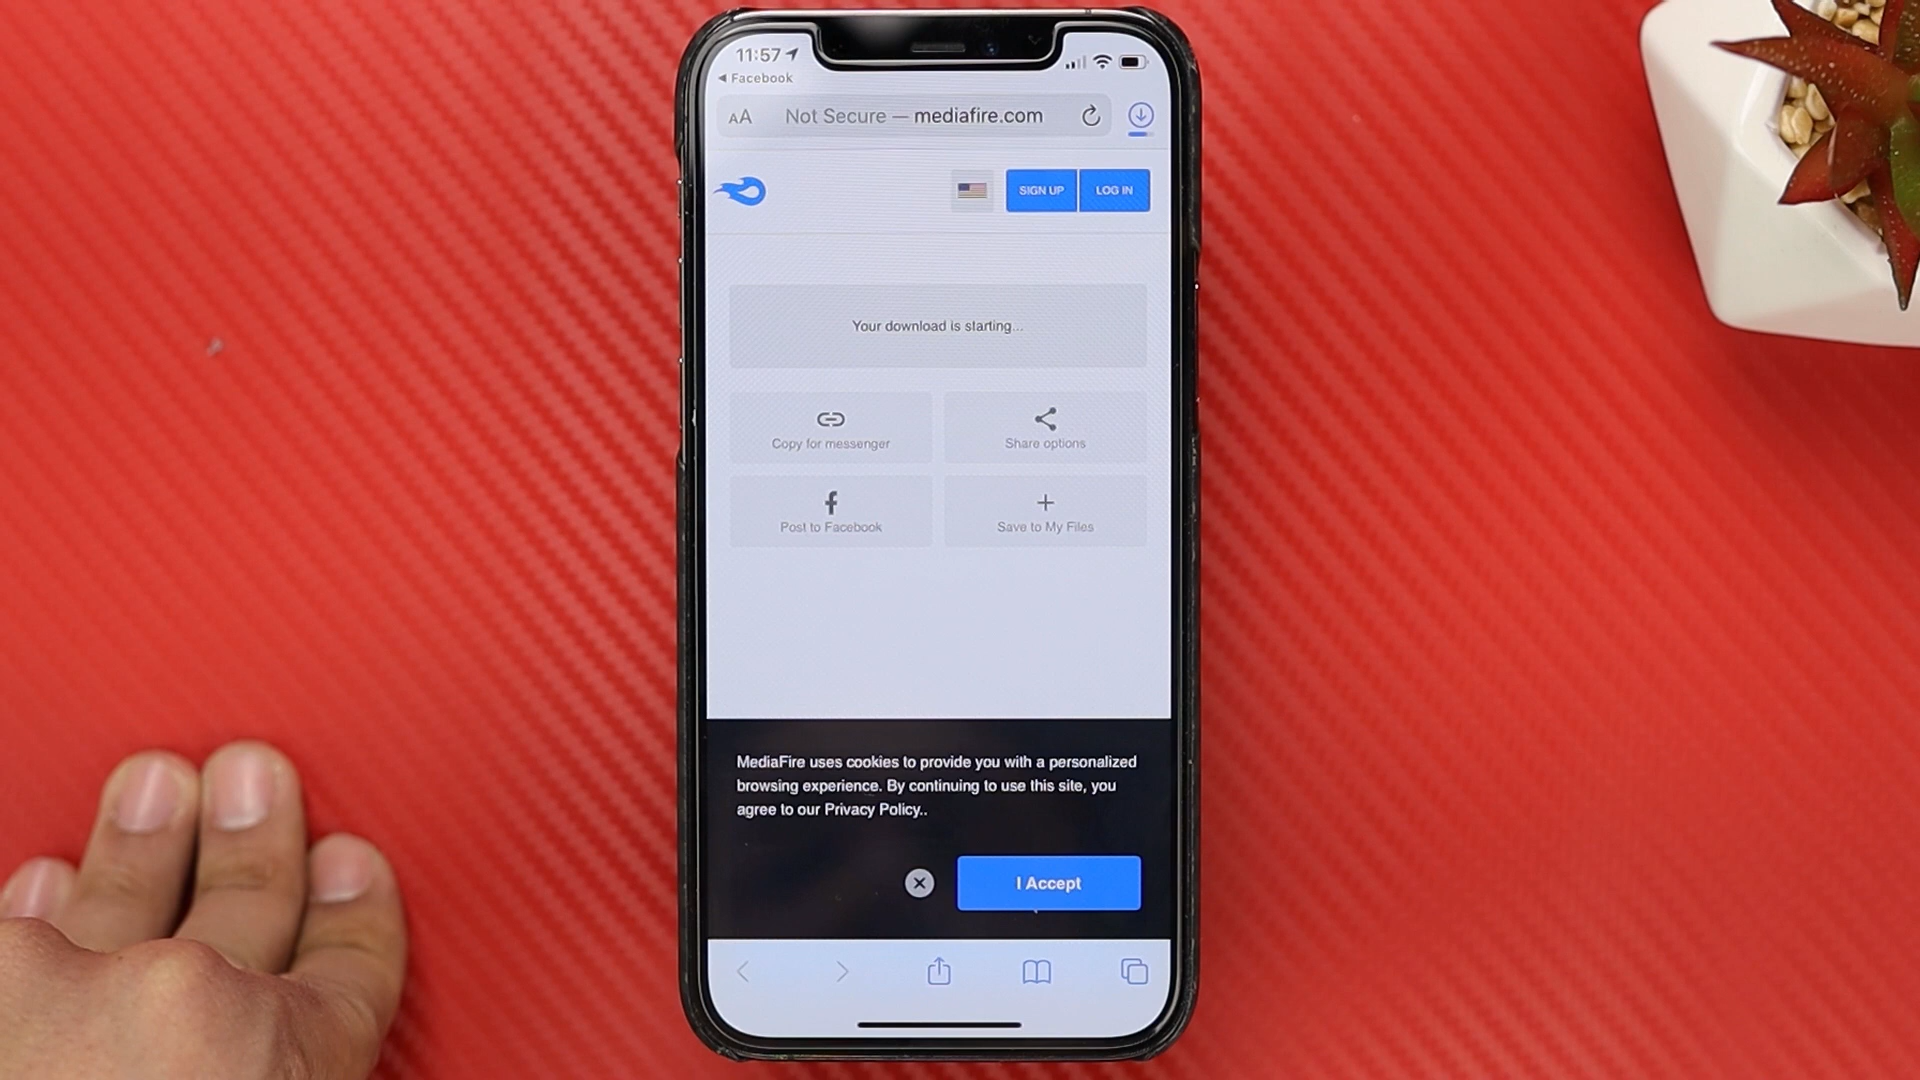 11:57
◀ Facebook
AA Not Secure — mediafire.com
SIGN UP LOG IN
Your download is starting...
Copy for messenger
Share options
Post to Facebook
Save to My Files
MediaFire uses cookies to provide you with a personalized
browsing experience. By continuing to use this site, you
agree to our Privacy Policy..
I Accept